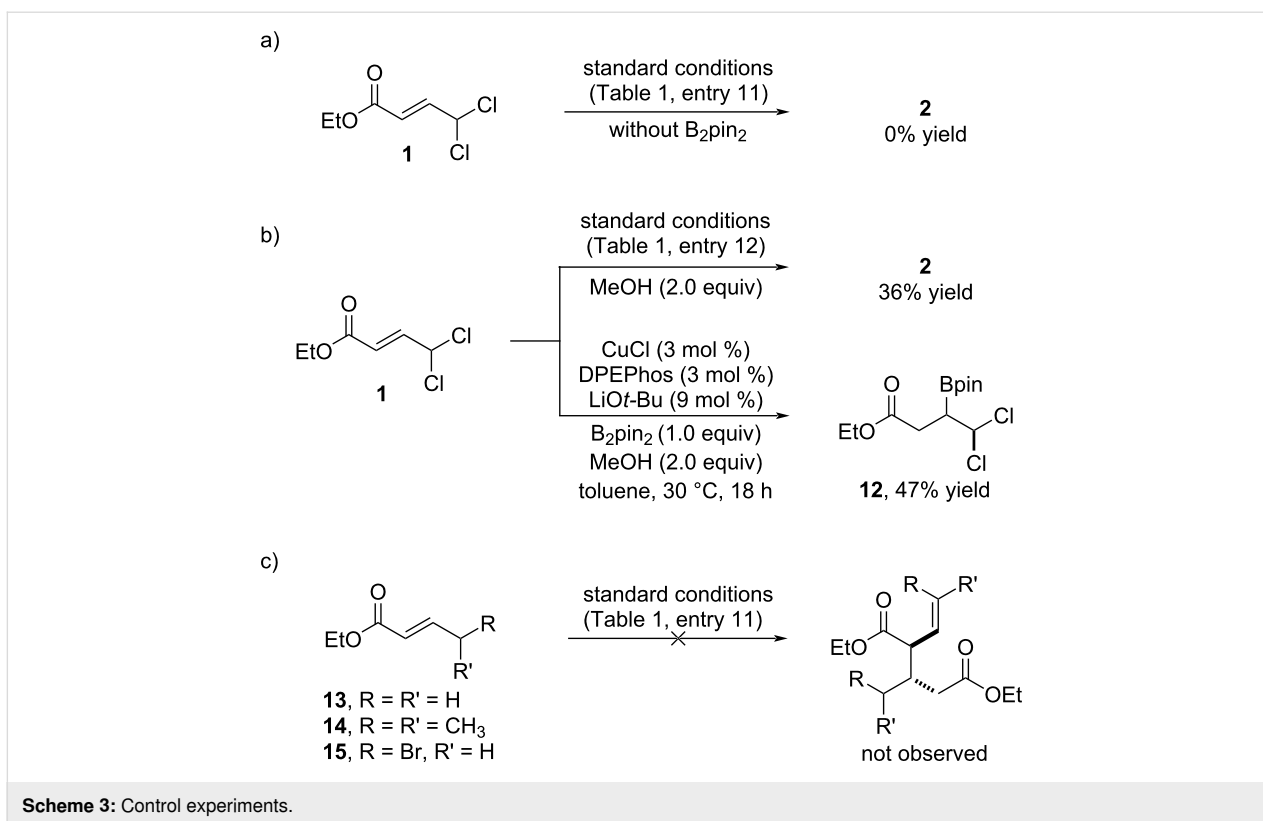 a)
O
EtO
Cl
Cl
1
standard conditions
(Table 1, entry 11)
without B₂pin₂
2
0% yield
b)
O
EtO
Cl
Cl
1
standard conditions
(Table 1, entry 12)
MeOH (2.0 equiv)
2
36% yield
CuCl (3 mol %)
DPEPhos (3 mol %)
LiOt-Bu (9 mol %)
B₂pin₂ (1.0 equiv)
MeOH (2.0 equiv)
toluene, 30 °C, 18 h
O
Bpin
EtO
Cl
Cl
12, 47% yield
c)
O
EtO
R
R'
13, R = R' = H
14, R = R' = CH₃
15, R = Br, R' = H
standard conditions
(Table 1, entry 11)
R
R'
O
EtO
R
R'
O
OEt
not observed
Scheme 3: Control experiments.